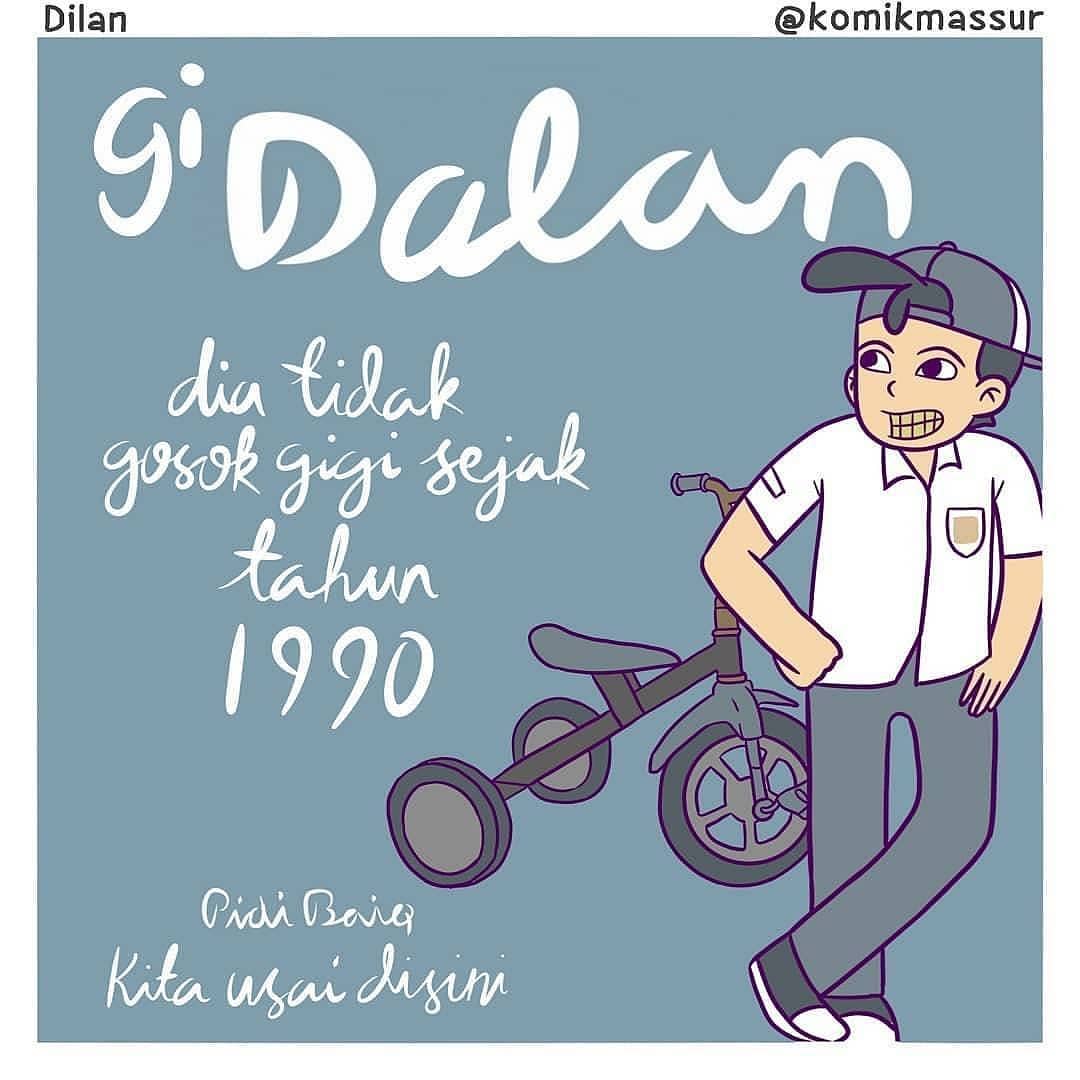 Dilan
@komikmassur
gi Dalan
dia tidak
gosok gigi sejak
tahun
1990
Pidi Baiq
Kita usai disini